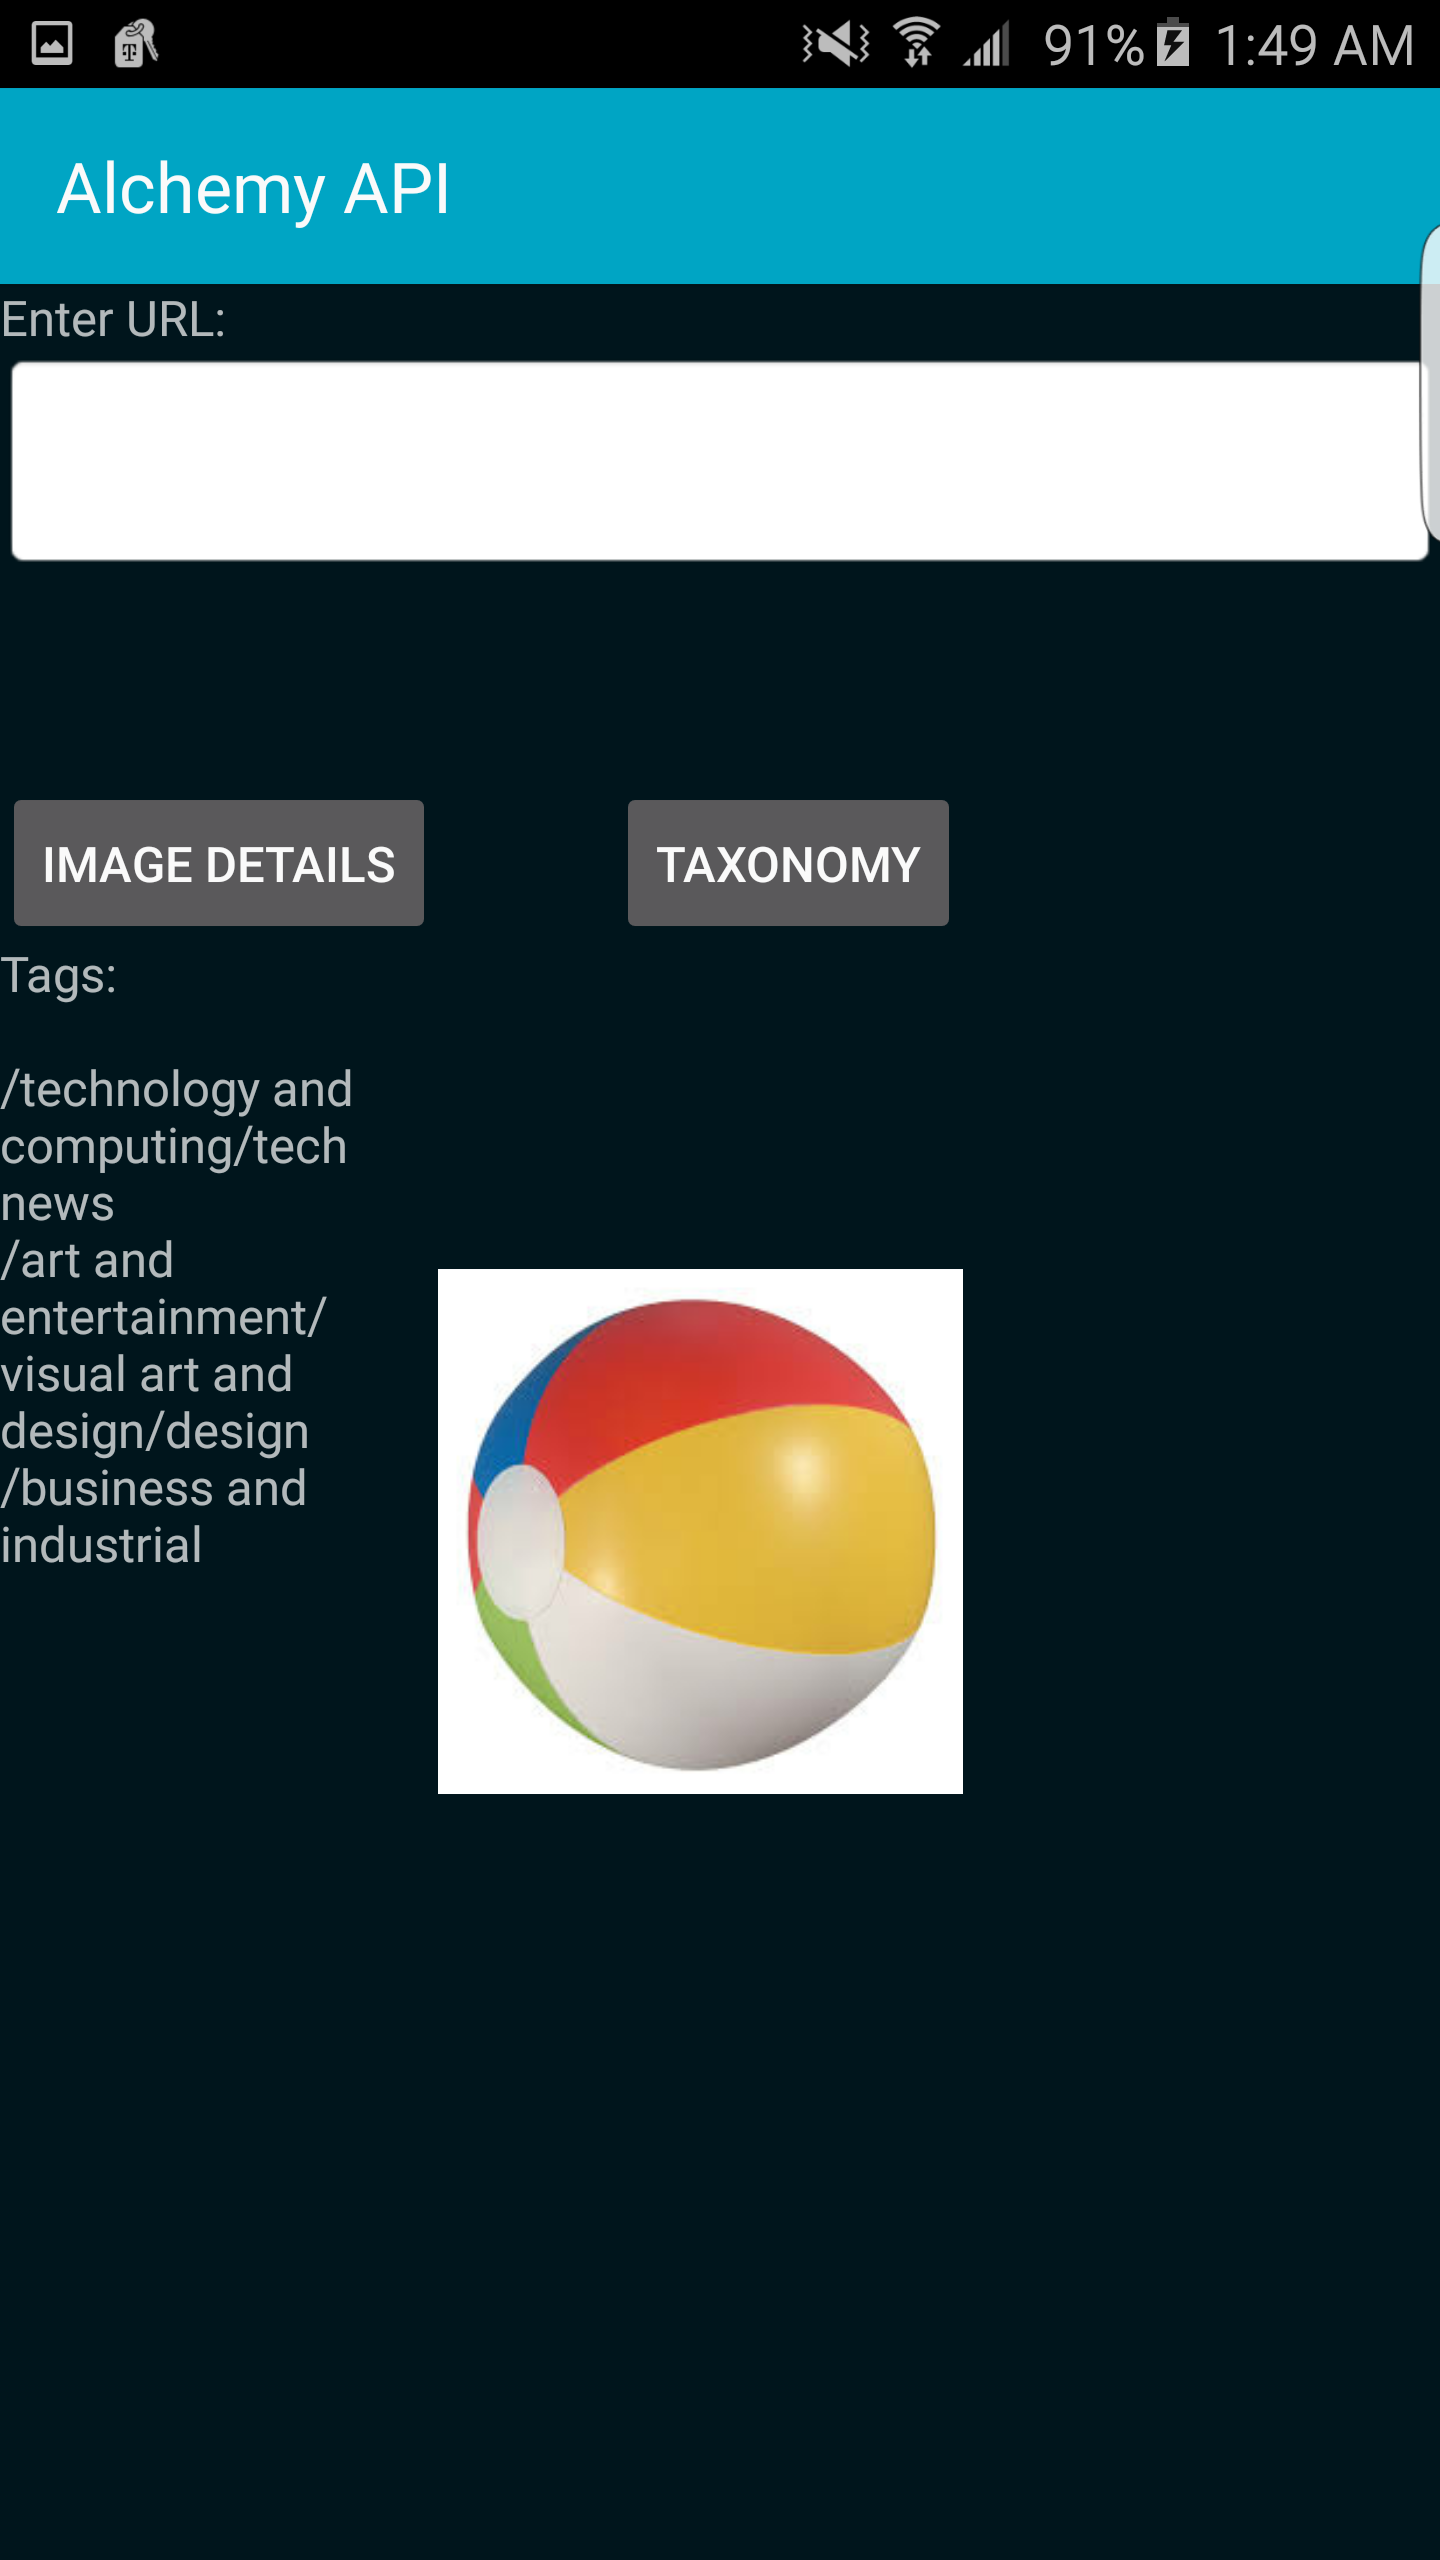 91% 1:49 AM
Alchemy API
Enter URL:
IMAGE DETAILS
TAXONOMY
Tags:
/technology and
computing/tech
news
/art and
entertainment/
visual art and
design/design
/business and
industrial